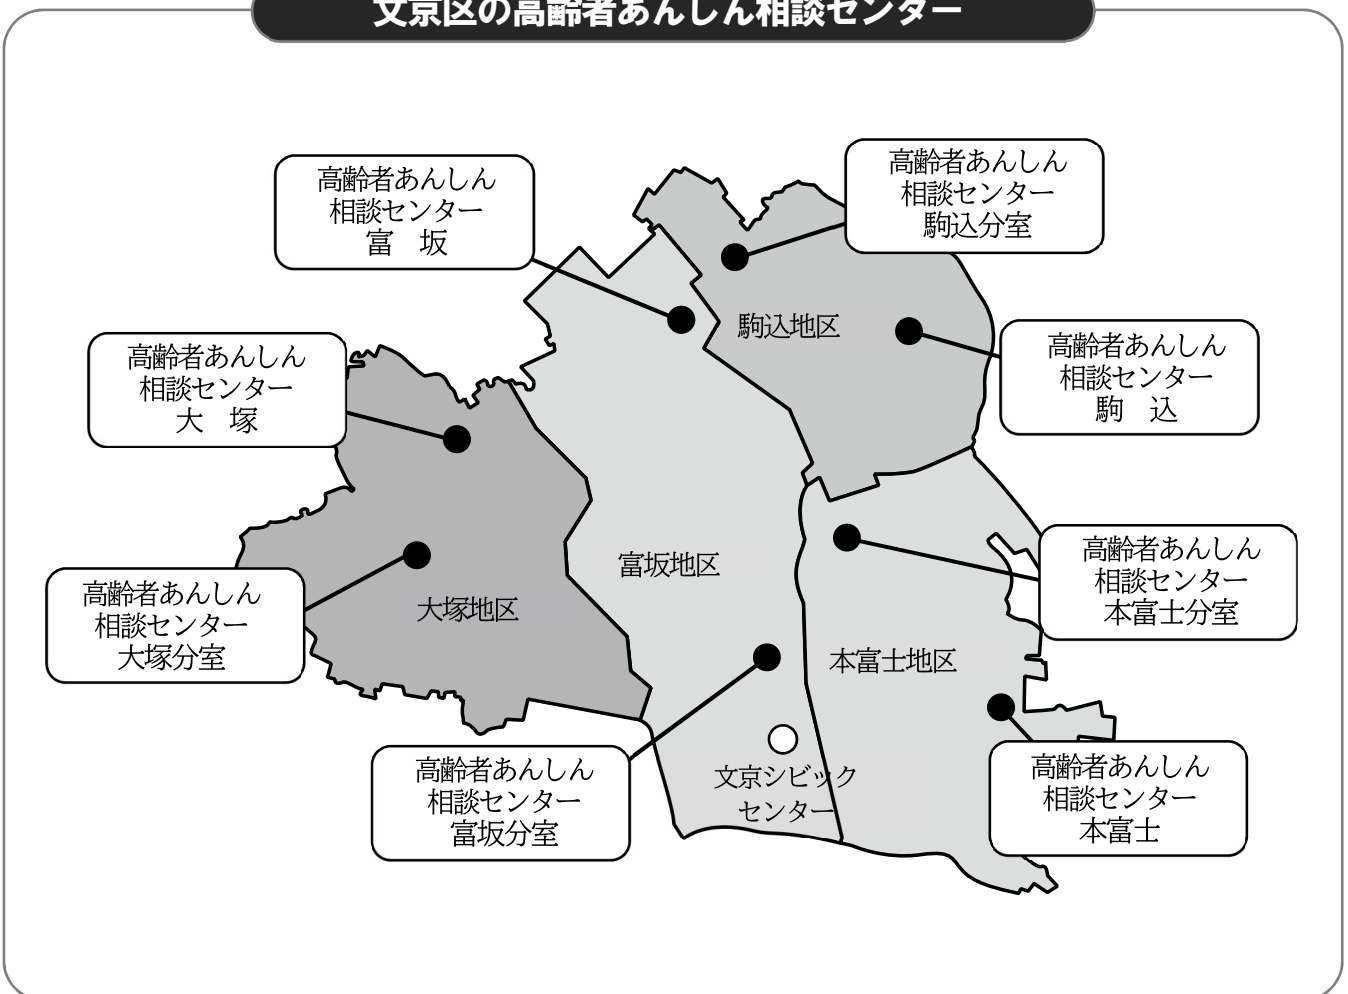 文京区の高齢者あんしん相談センター
高齢者あんしん
相談センター
駒込分室
高齢者あんしん
相談センター
富　坂
駒込地区
高齢者あんしん
相談センター
駒　込
高齢者あんしん
相談センター
大　塚
高齢者あんしん
相談センター
本富士分室
富坂地区
高齢者あんしん
相談センター
大塚分室
大塚地区
本富士地区
高齢者あんしん
相談センター
富坂分室
文京シビック
センター
高齢者あんしん
相談センター
本富士